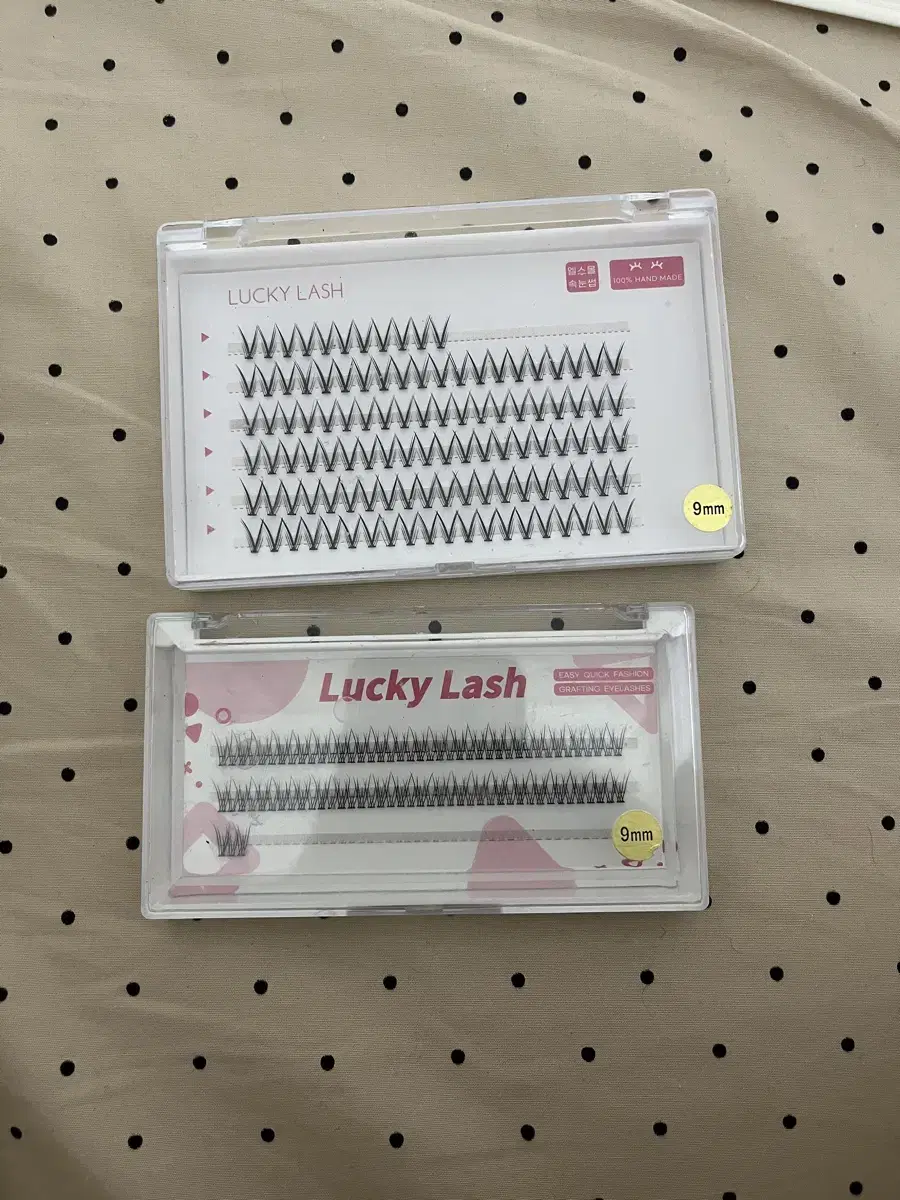 LUCKY LASH
엘수몰
속눈썹
100% HAND MADE
9mm
Lucky Lash
EASY QUICK FASHION
GRAFTING EYELASHES
9mm